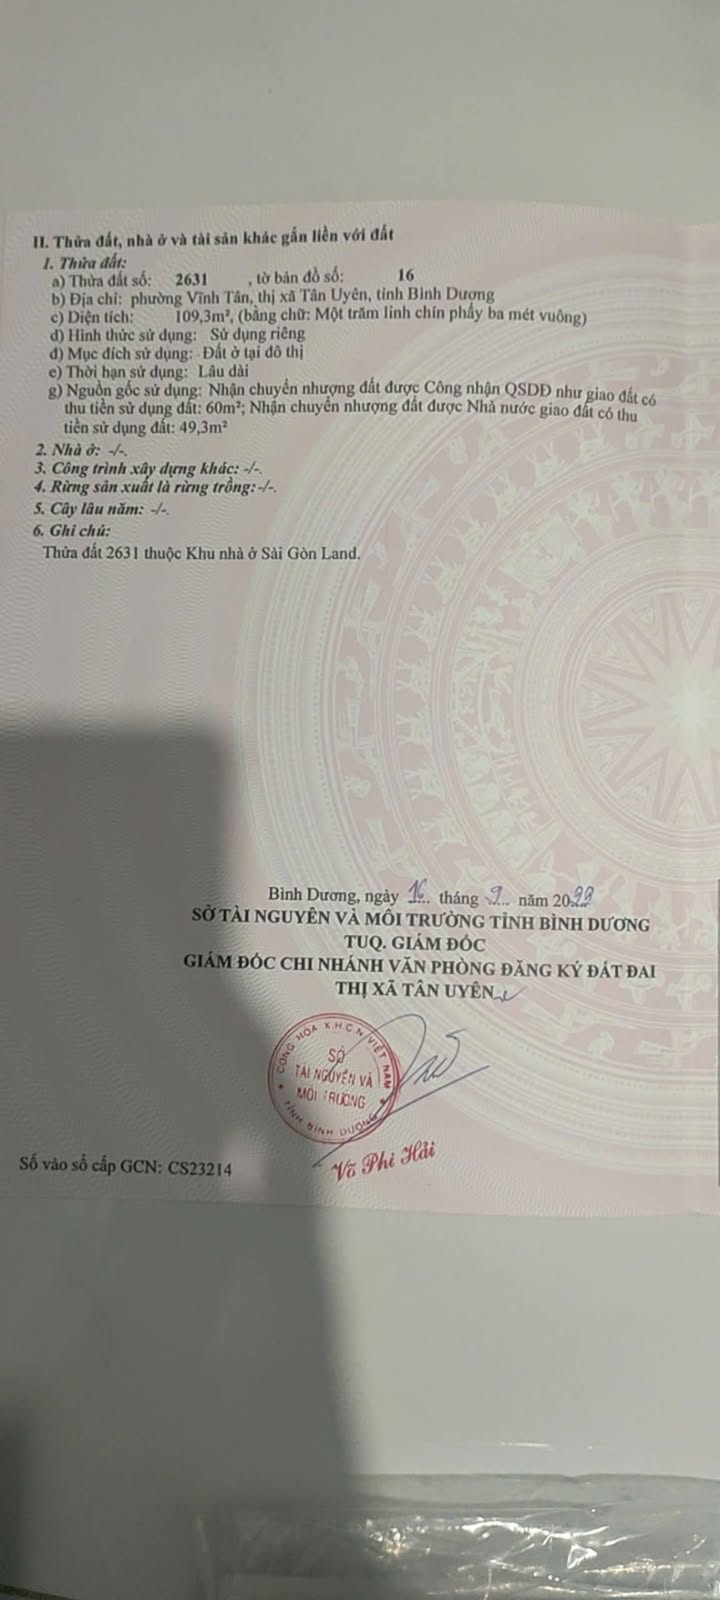 II. Thửa đất, nhà ở và tài sản khác gắn liền với đất
1. Thửa đất:
a) Thửa đất số: 2631 , tờ bản đồ số: 16
b) Địa chỉ: phường Vĩnh Tân, thị xã Tân Uyên, tỉnh Bình Dương
c) Diện tích: 109,3m², (bằng chữ: Một trăm linh chín phẩy ba mét vuông)
d) Hình thức sử dụng: Sử dụng riêng
đ) Mục đích sử dụng: Đất ở tại đô thị
e) Thời hạn sử dụng: Lâu dài
g) Nguồn gốc sử dụng: Nhận chuyển nhượng đất được Công nhận QSDĐ như giao đất có
thu tiền sử dụng đất: 60m²; Nhận chuyển nhượng đất được Nhà nước giao đất có thu
tiền sử dụng đất: 49,3m²
2. Nhà ở: -/-.
3. Công trình xây dựng khác: -/-.
4. Rừng sản xuất là rừng trồng: -/-.
5. Cây lâu năm: -/-.
6. Ghi chú:
Thửa đất 2631 thuộc Khu nhà ở Sài Gòn Land.
Bình Dương, ngày 16 tháng 9 năm 20
SỞ TÀI NGUYÊN VÀ MÔI TRƯỜNG TỈNH BÌNH DƯƠNG
TUQ. GIÁM ĐỐC
GIÁM ĐỐC CHI NHÁNH VĂN PHÒNG ĐĂNG KÝ ĐẤT ĐAI
THỊ XÃ TÂN UYÊN
CỘNG HÒA X.H.C.N VIỆT NAM
SỞ
TÀI NGUYÊN VÀ
MÔI TRƯỜNG
TỈNH BÌNH DƯƠNG
Võ Phi Hải
Số vào sổ cấp GCN: CS23214